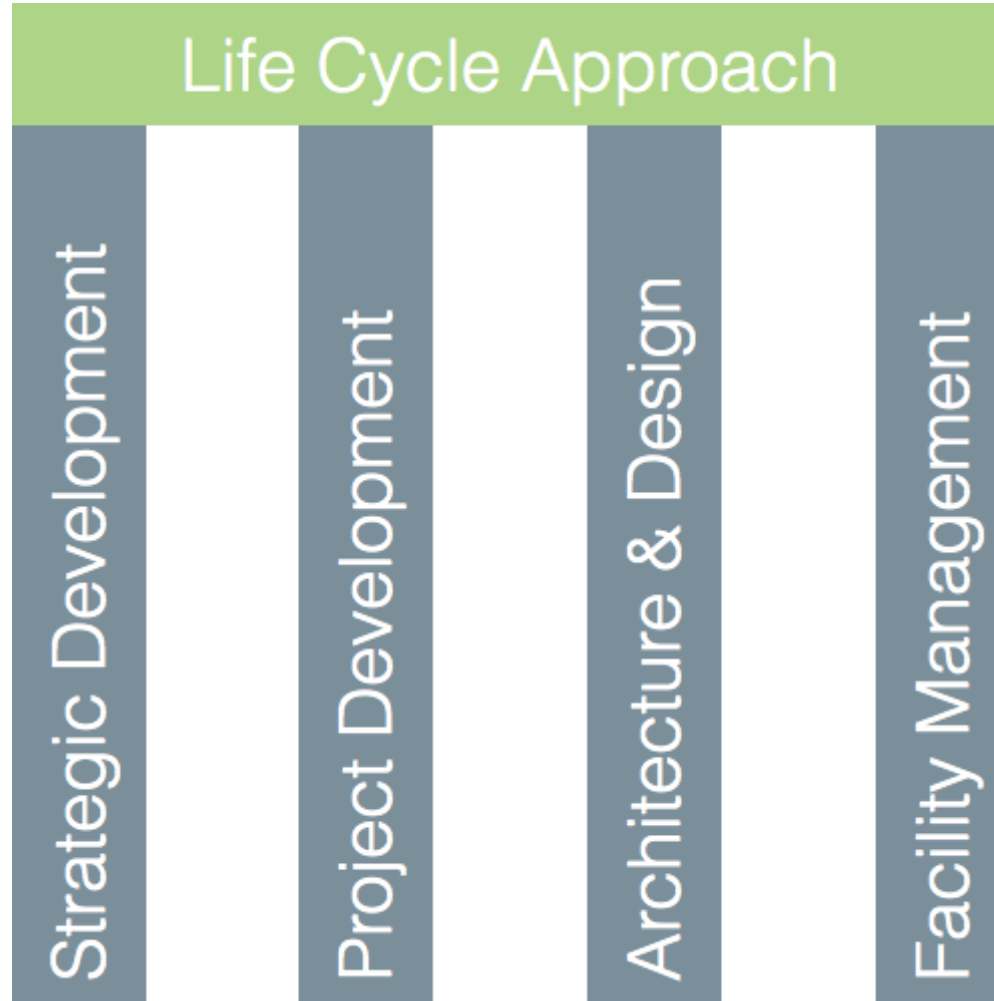 Life Cycle Approach
Strategic Development
Project Development
Architecture & Design
Facility Management